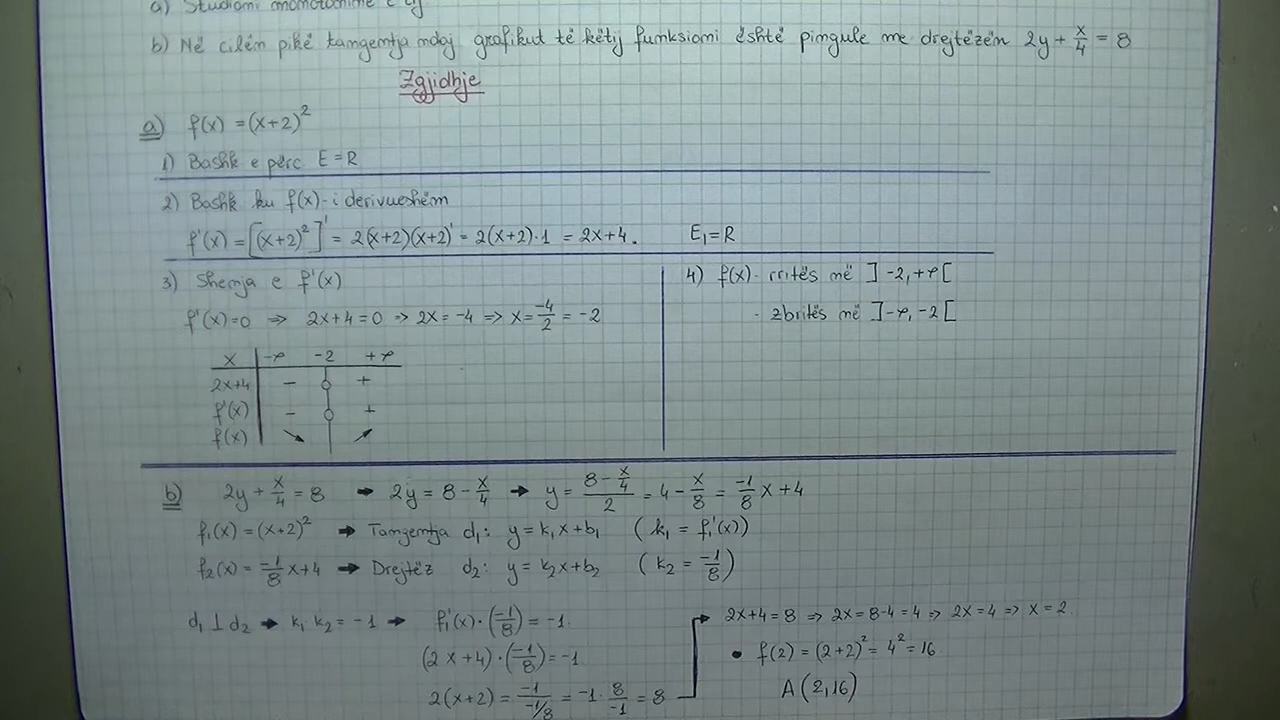 a) Studioni monotoninë e tij
b) Në cilën pikë tangentja ndaj grafikut të këtij funksioni është pingule me drejtëzën 2y + x/4 = 8
Zgjidhje
a) f(x) = (x+2)²
1) Bashk e përc E=R
2) Bashk ku f(x)-i derivueshëm
f'(x) = [(x+2)²]' = 2(x+2)(x+2)' = 2(x+2)·1 = 2x+4. E₁=R
3) Shenja e f'(x)
f'(x)=0 ⇒ 2x+4=0 ⇒ 2x=-4 ⇒ x=-4/2 = -2
x -∞ -2 +∞
2x+4 - 0 +
f'(x) - 0 +
f(x) ↘ ↗
4) f(x)- rritës në ]-2,+∞[
- zbritës në ]-∞,-2[
b) 2y + x/4 = 8 → 2y = 8 - x/4 → y = (8 - x/4)/2 = 4 - x/8 = -1/8 x + 4
f₁(x) = (x+2)² → Tangentja d₁: y=k₁x+b₁ (k₁ = f₁'(x))
f₂(x) = -1/8 x + 4 → Drejtëz d₂: y = k₂x+b₂ (k₂ = -1/8)
d₁ ⊥ d₂ → k₁ k₂ = -1 → f₁'(x)·(-1/8) = -1
(2x+4)·(-1/8) = -1
2(x+2) = -1/(-1/8) = -1·8/-1 = 8
→ 2x+4=8 ⇒ 2x=8-4=4 ⇒ 2x=4 ⇒ x=2
• f(2) = (2+2)² = 4² = 16
A(2,16)